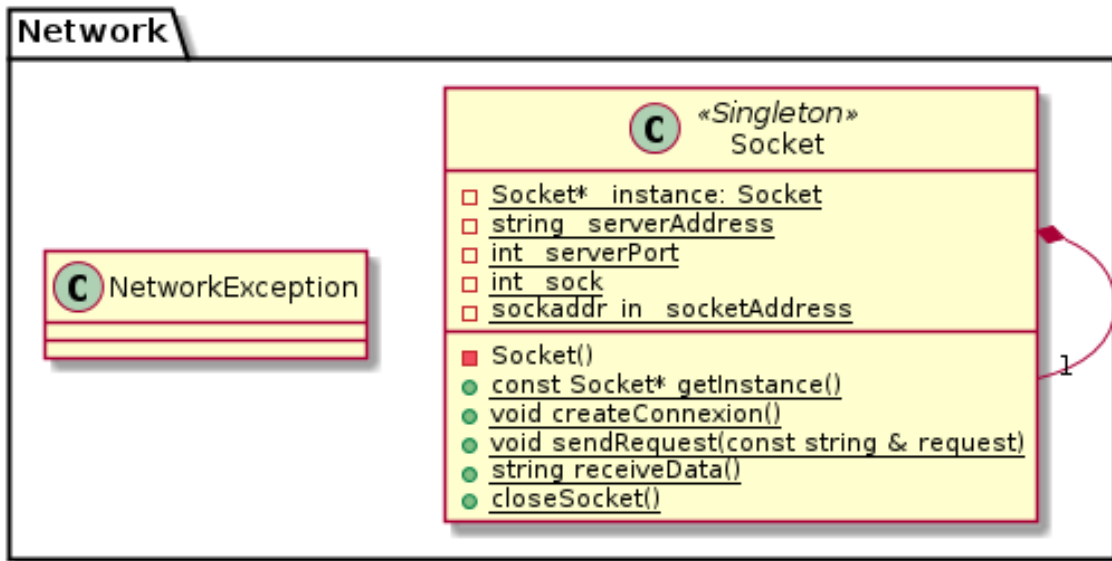 Network
C NetworkException
C «Singleton»
Socket
Socket* _instance: Socket
string _serverAddress
int _serverPort
int _sock
sockaddr_in _socketAddress
Socket()
const Socket* getInstance()
void createConnexion()
void sendRequest(const string & request)
string receiveData()
closeSocket()
1